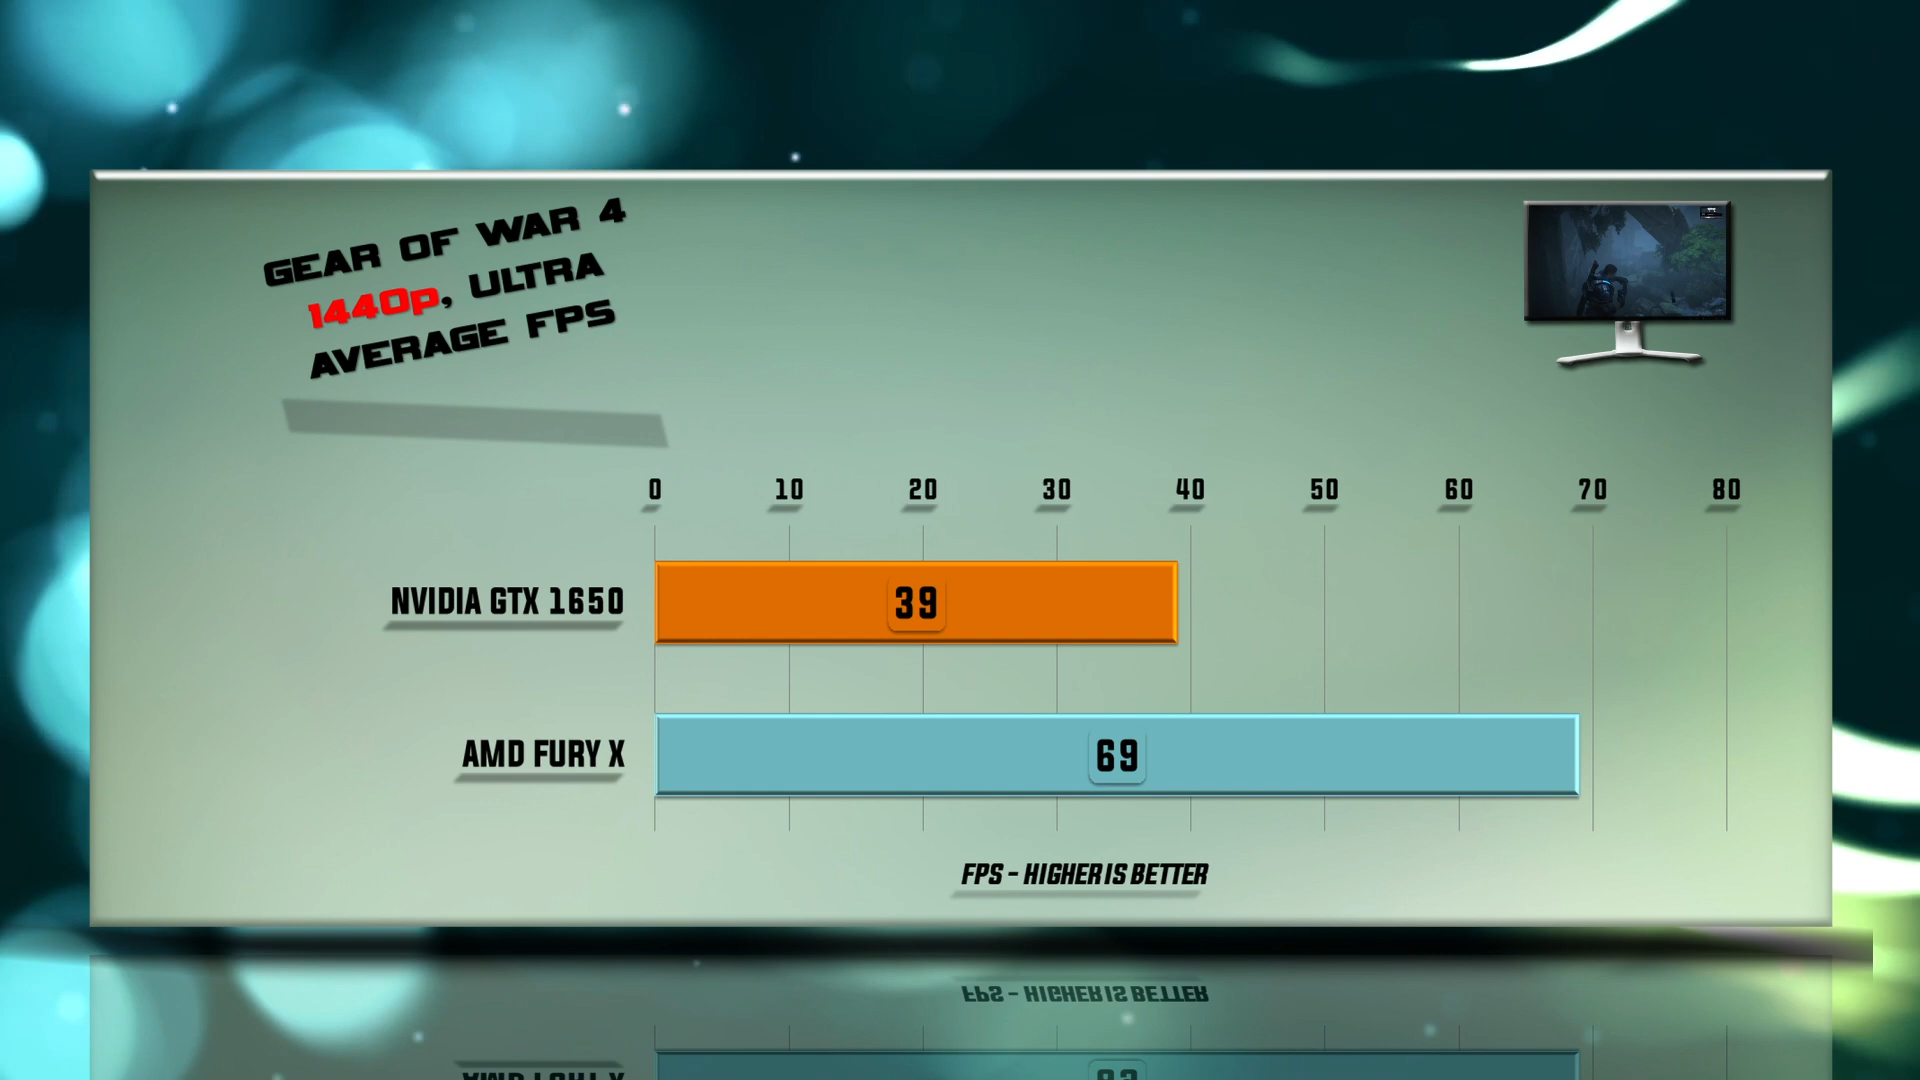 GEAR OF WAR 4
1440p, ULTRA
AVERAGE FPS
0 10 20 30 40 50 60 70 80
NVIDIA GTX 1650 39
AMD FURY X 69
FPS - HIGHER IS BETTER